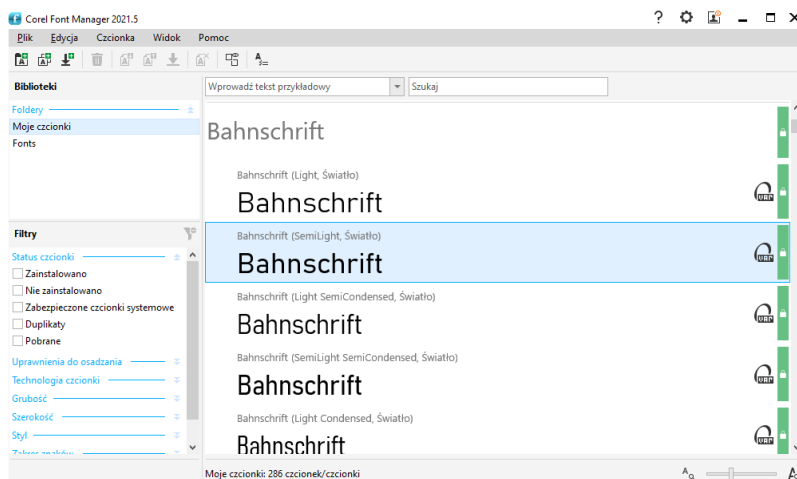 Corel Font Manager 2021.5
Plik Edycja Czcionka Widok Pomoc
Biblioteki
Wprowadź tekst przykładowy
Szukaj
Foldery
Moje czcionki
Fonts
Bahnschrift
Bahnschrift (Light, Światło)
Bahnschrift
Bahnschrift (SemiLight, Światło)
Bahnschrift
Bahnschrift (Light SemiCondensed, Światło)
Bahnschrift
Bahnschrift (SemiLight SemiCondensed, Światło)
Bahnschrift
Bahnschrift (Light Condensed, Światło)
Bahnschrift
Filtry
Status czcionki
Zainstalowano
Nie zainstalowano
Zabezpieczone czcionki systemowe
Duplikaty
Pobrane
Uprawnienia do osadzania
Technologia czcionki
Grubość
Szerokość
Styl
Zakres znaków
Moje czcionki: 286 czcionek/czcionki